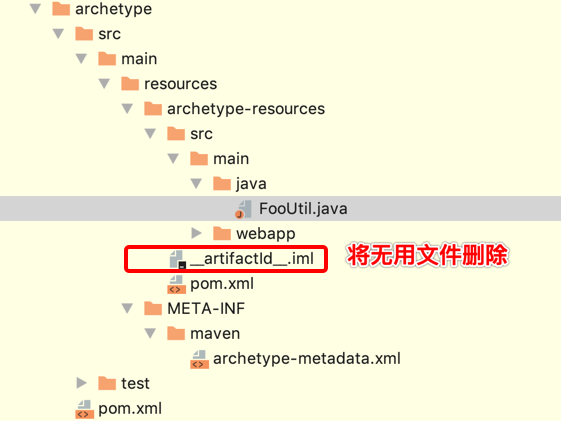 archetype
src
main
resources
archetype-resources
src
main
java
FooUtil.java
webapp
__artifactId__.iml 将无用文件删除
pom.xml
META-INF
maven
archetype-metadata.xml
test
pom.xml